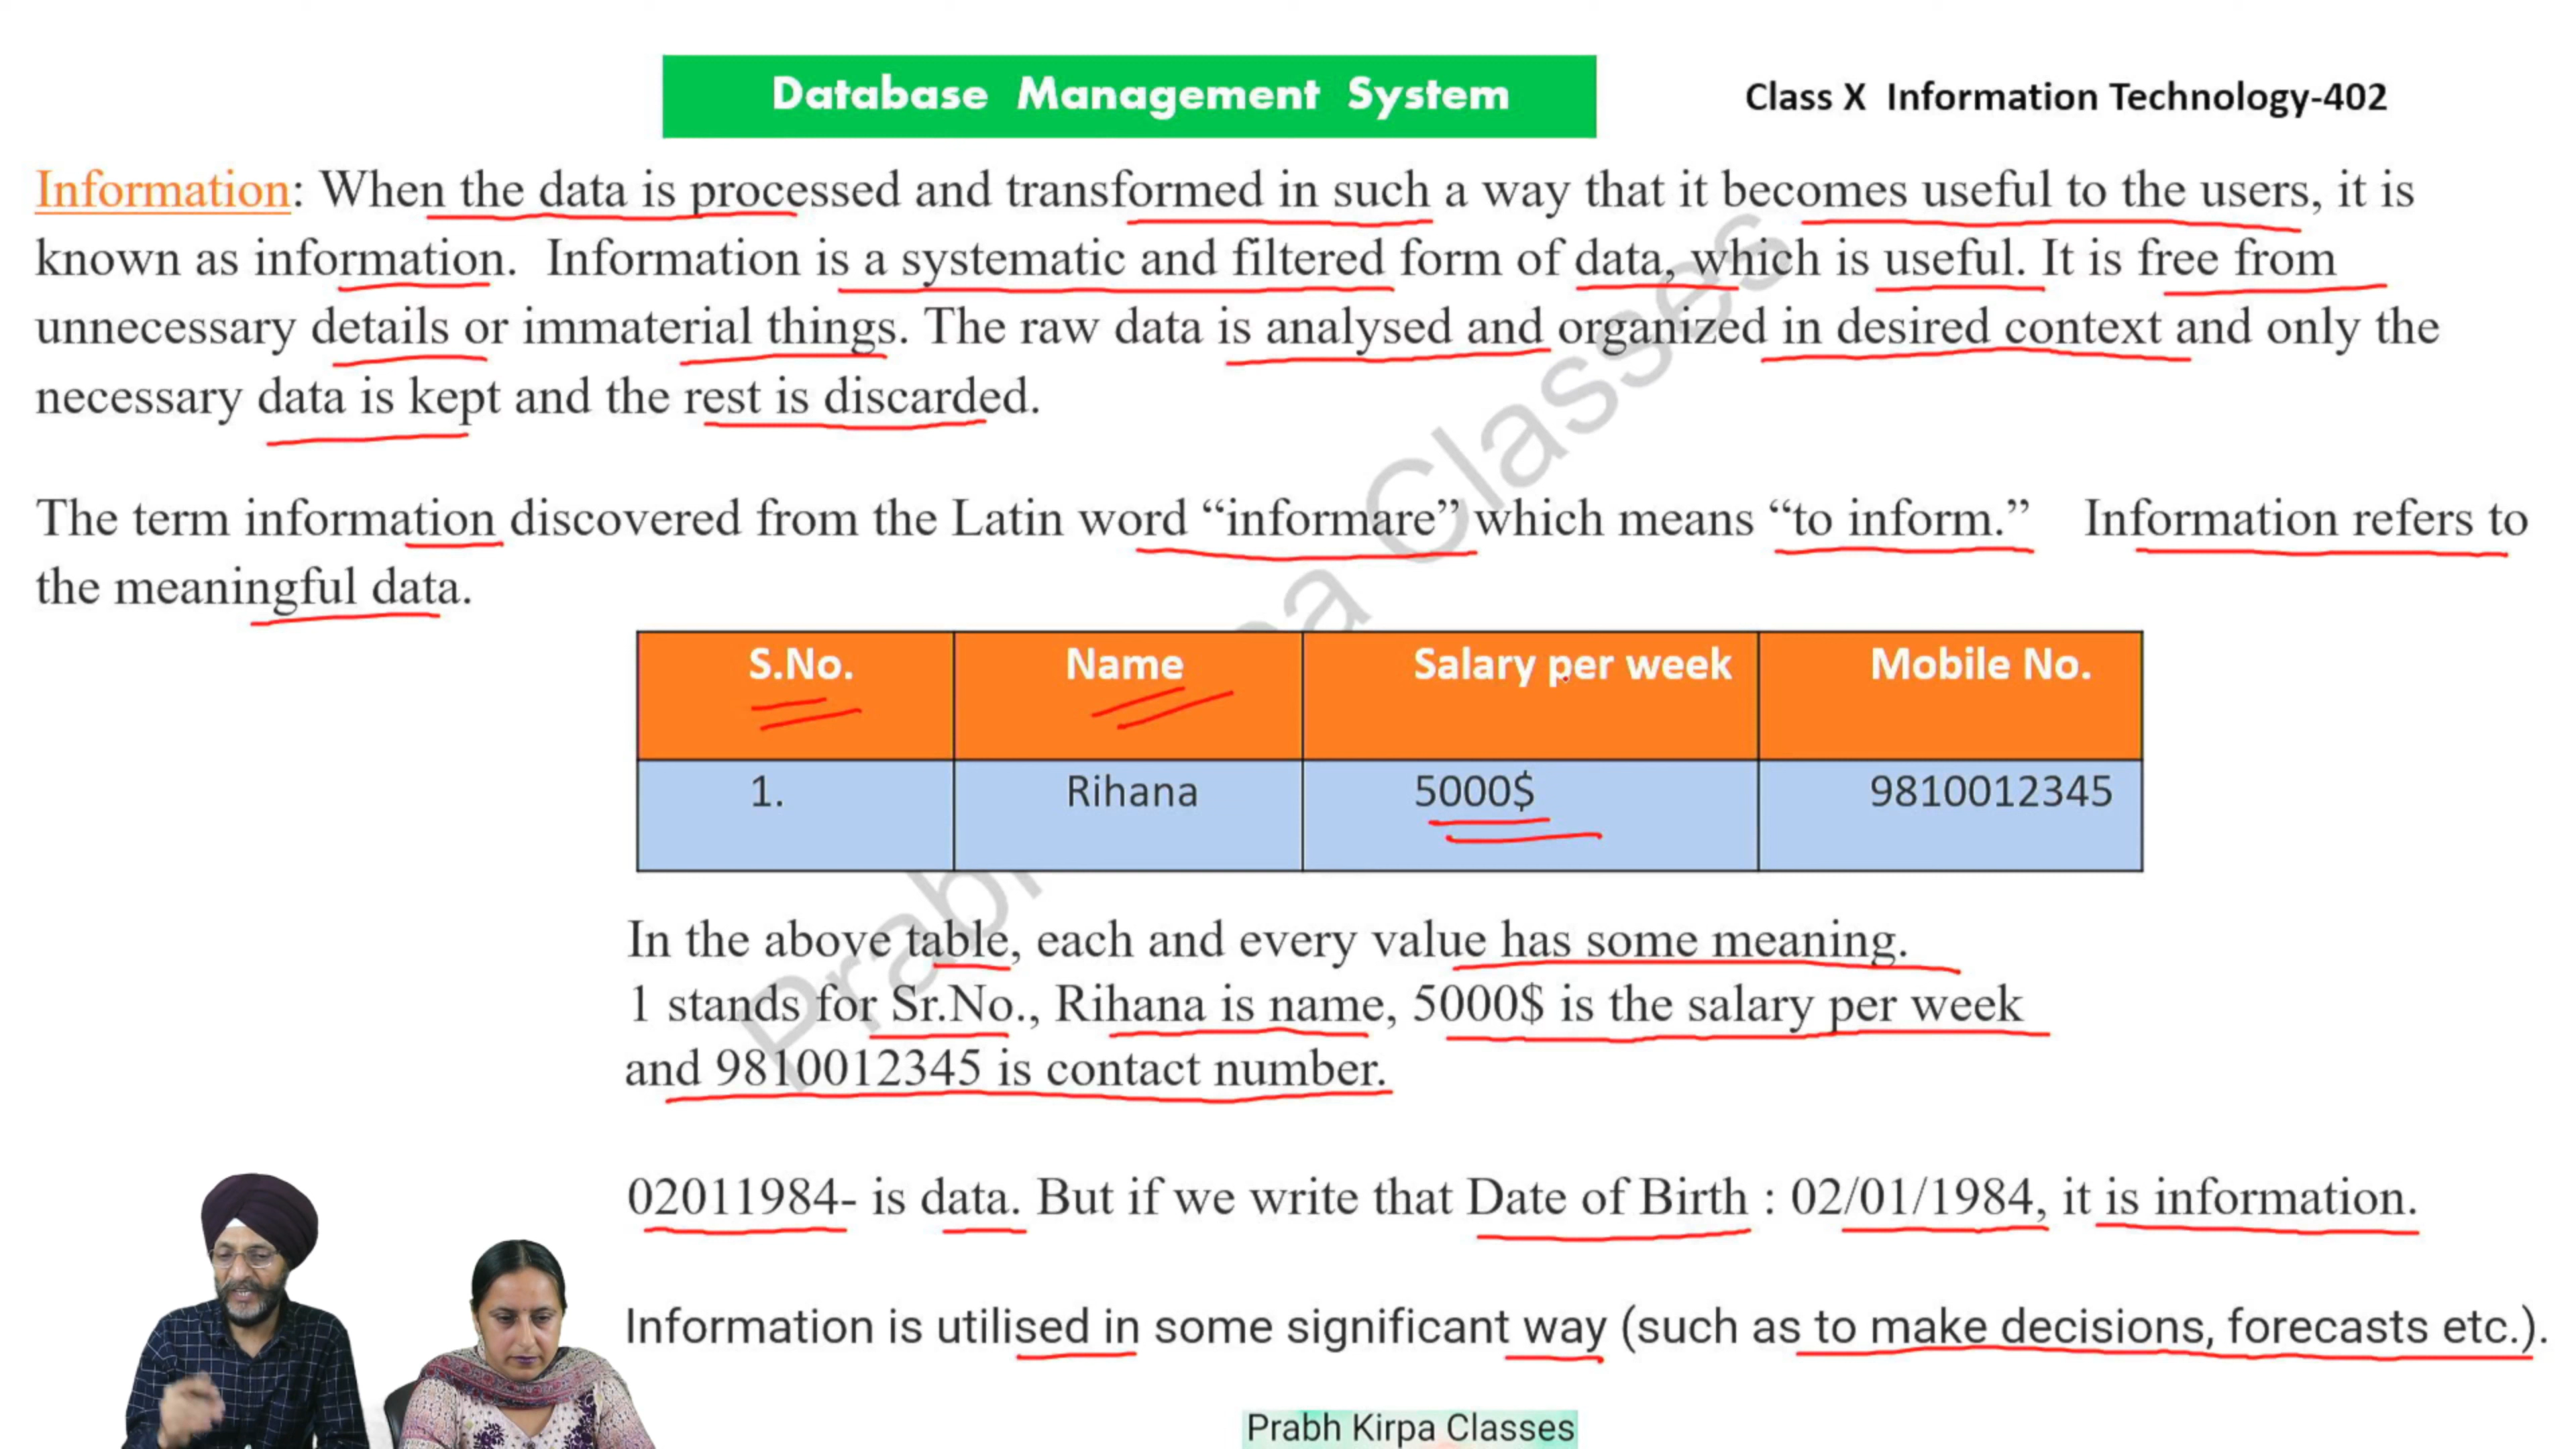 Database Management System
Class X Information Technology-402
Information: When the data is processed and transformed in such a way that it becomes useful to the users, it is
known as information. Information is a systematic and filtered form of data, which is useful. It is free from
unnecessary details or immaterial things. The raw data is analysed and organized in desired context and only the
necessary data is kept and the rest is discarded.
The term information discovered from the Latin word “informare” which means “to inform.” Information refers to
the meaningful data.
S.No. Name Salary per week Mobile No.
1. Rihana 5000$ 9810012345
In the above table, each and every value has some meaning.
1 stands for Sr.No., Rihana is name, 5000$ is the salary per week
and 9810012345 is contact number.
02011984- is data. But if we write that Date of Birth : 02/01/1984, it is information.
Information is utilised in some significant way (such as to make decisions, forecasts etc.).
Prabh Kirpa Classes